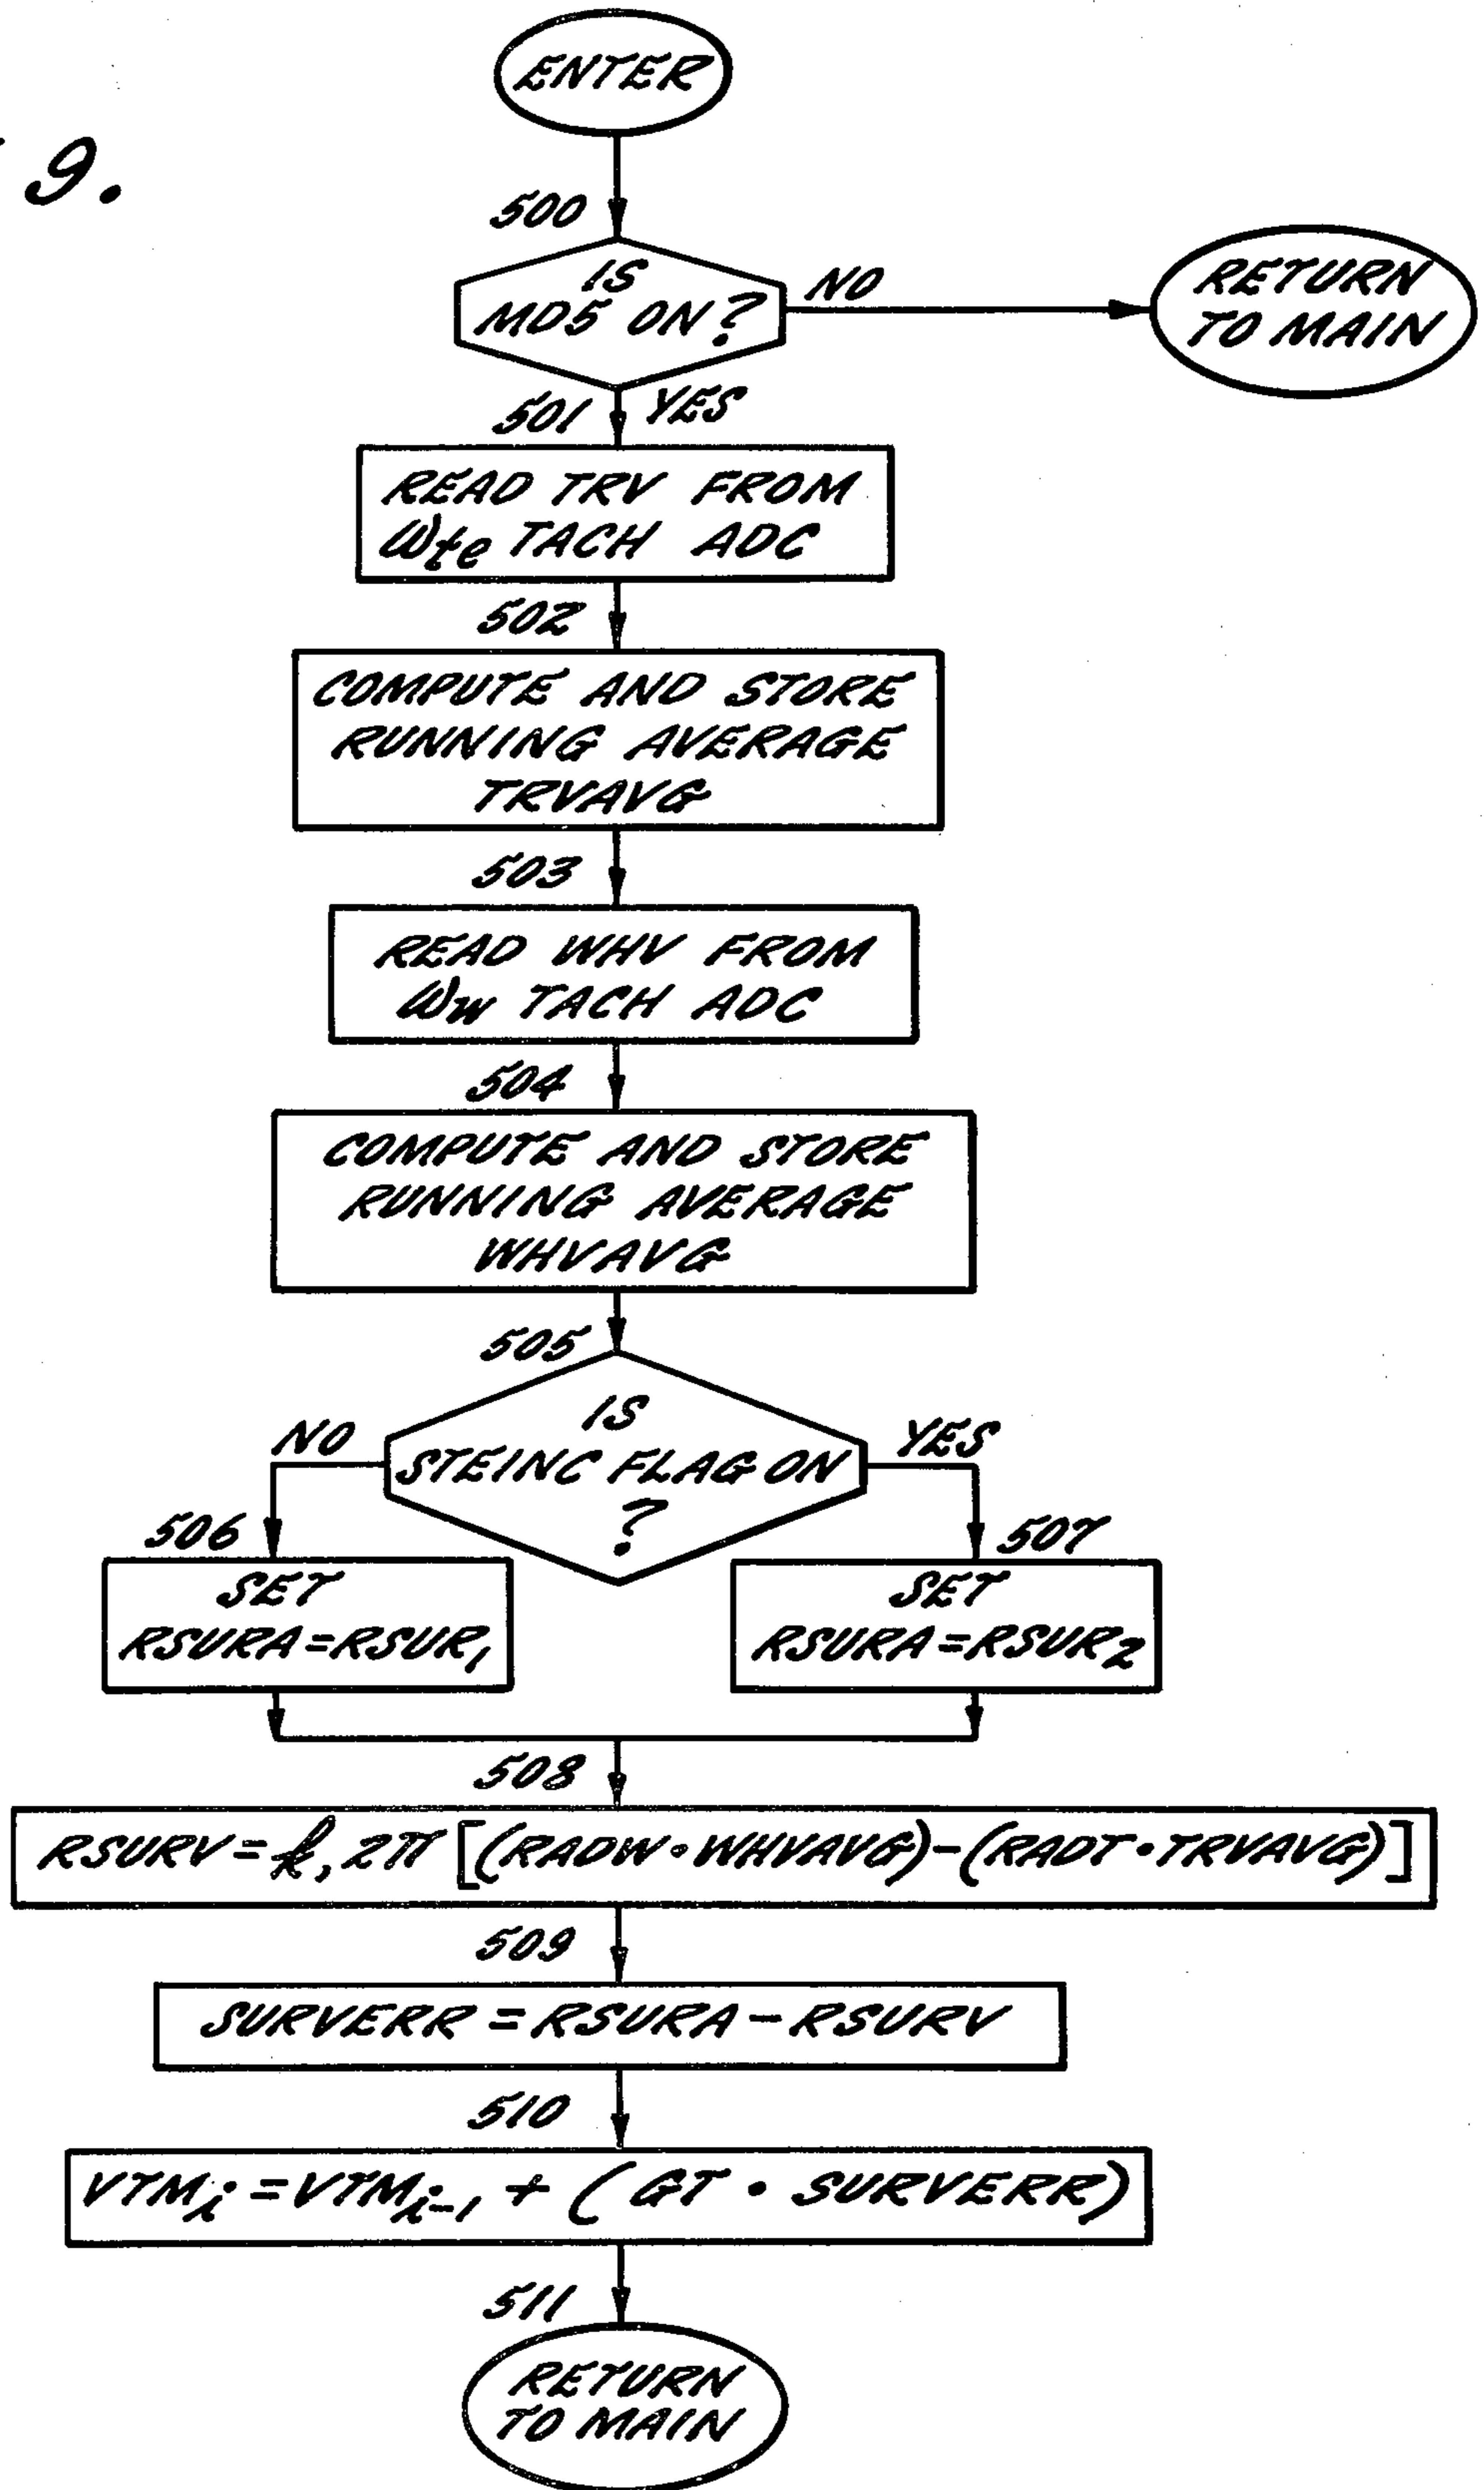 9.
ENTER
500
IS
MD5 ON?
NO
RETURN
TO MAIN
501
YES
READ TRV FROM
ωte TACH ADC
502
COMPUTE AND STORE
RUNNING AVERAGE
TRVAVG
503
READ WHV FROM
ωw TACH ADC
504
COMPUTE AND STORE
RUNNING AVERAGE
WHVAVG
505
IS
STEINC FLAG ON
?
NO
YES
506
SET
RSURA=RSUR1
507
SET
RSURA=RSUR2
508
RSURV=k, 2π [(RADW•WHVAVG)-(RADT•TRVAVG)]
509
SURVERR = RSURA - RSURV
510
VTMi = VTMi-1 + (GT • SURVERR)
511
RETURN
TO MAIN